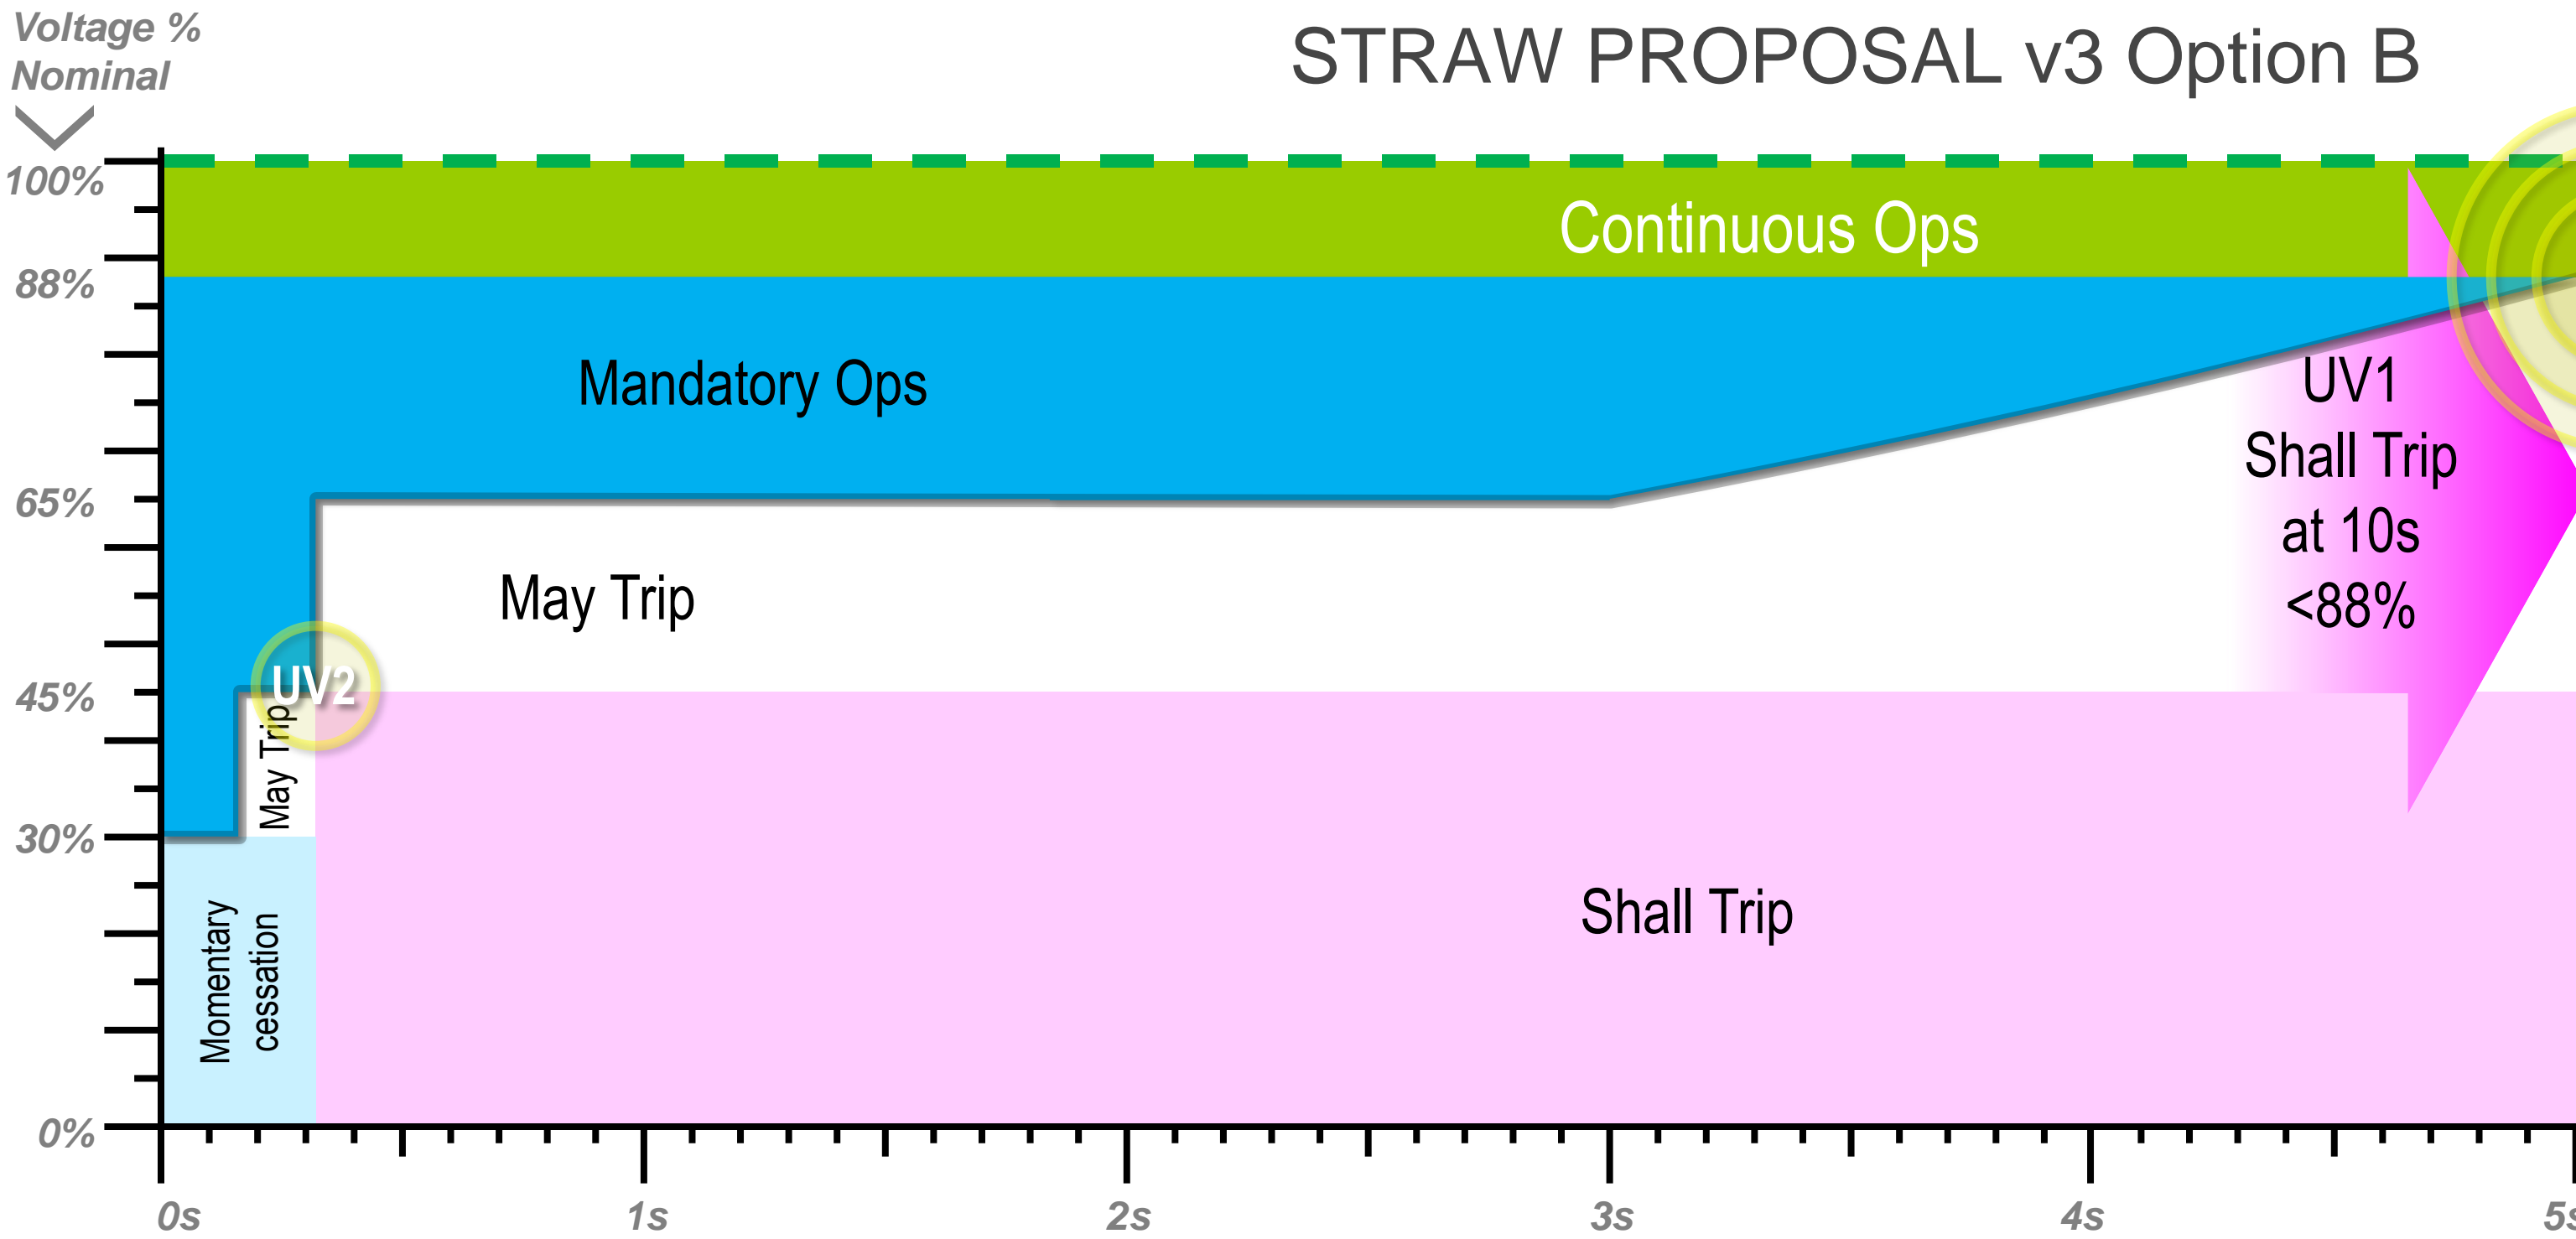 Voltage %
Nominal
STRAW PROPOSAL v3 Option B
100%
Continuous Ops
88%
Mandatory Ops
UV1
Shall Trip
at 10s
<88%
65%
May Trip
UV2
45%
May Trip
30%
Shall Trip
Momentary
cessation
0%
0s
1s
2s
3s
4s
5s